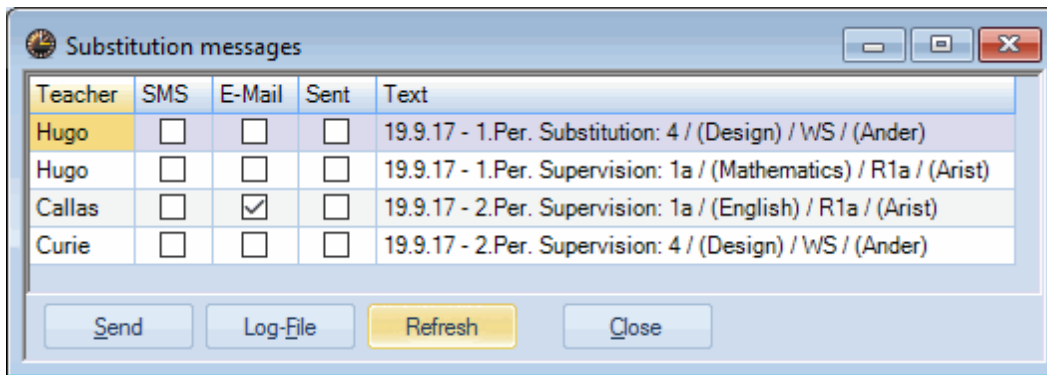 Substitution messages
Teacher SMS E-Mail Sent Text
Hugo 19.9.17 - 1.Per. Substitution: 4 / (Design) / WS / (Ander)
Hugo 19.9.17 - 1.Per. Supervision: 1a / (Mathematics) / R1a / (Arist)
Callas 19.9.17 - 2.Per. Supervision: 1a / (English) / R1a / (Arist)
Curie 19.9.17 - 2.Per. Supervision: 4 / (Design) / WS / (Ander)
Send Log-File Refresh Close